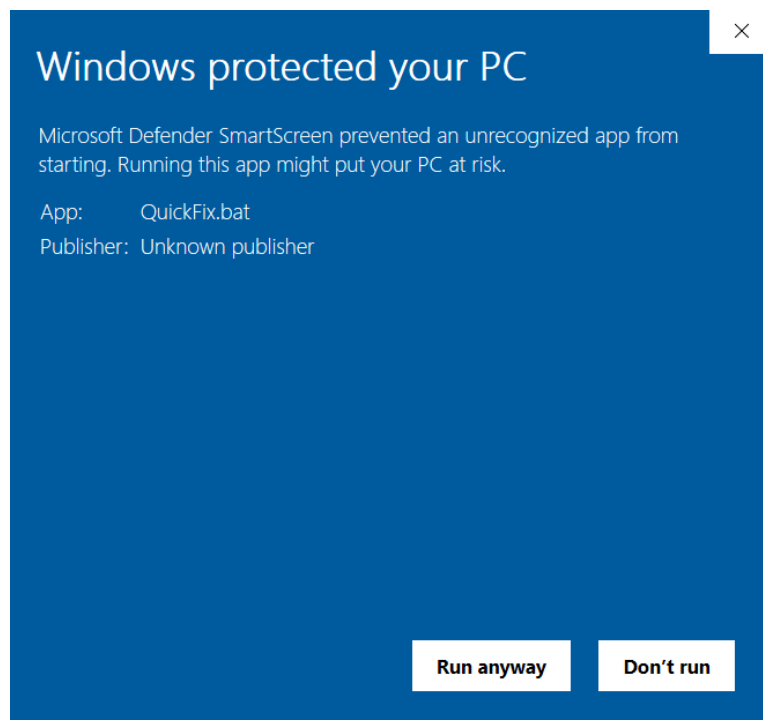 Windows protected your PC
Microsoft Defender SmartScreen prevented an unrecognized app from
starting. Running this app might put your PC at risk.
App: QuickFix.bat
Publisher: Unknown publisher
Run anyway Don’t run